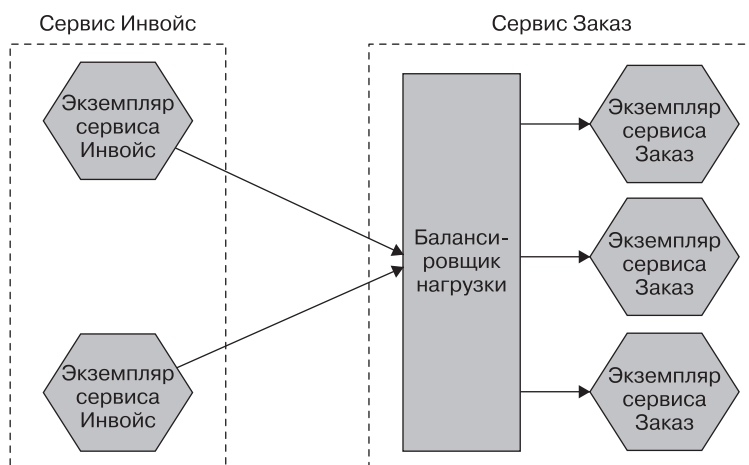 Сервис Инвойс
Сервис Заказ
Экземпляр
сервиса
Инвойс
Экземпляр
сервиса
Инвойс
Баланси-
ровщик
нагрузки
Экземпляр
сервиса
Заказ
Экземпляр
сервиса
Заказ
Экземпляр
сервиса
Заказ